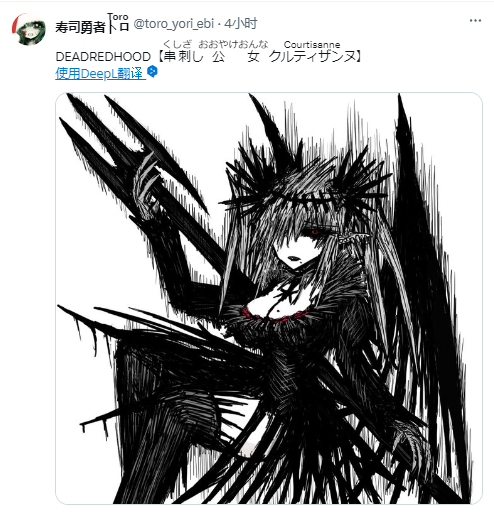 Toro
寿司勇者トロ @toro_yori_ebi · 4小时
くしざ おおやけおんな Courtisanne
DEADREDHOOD【串刺し 公 女 クルティザンヌ】
使用DeepL翻译